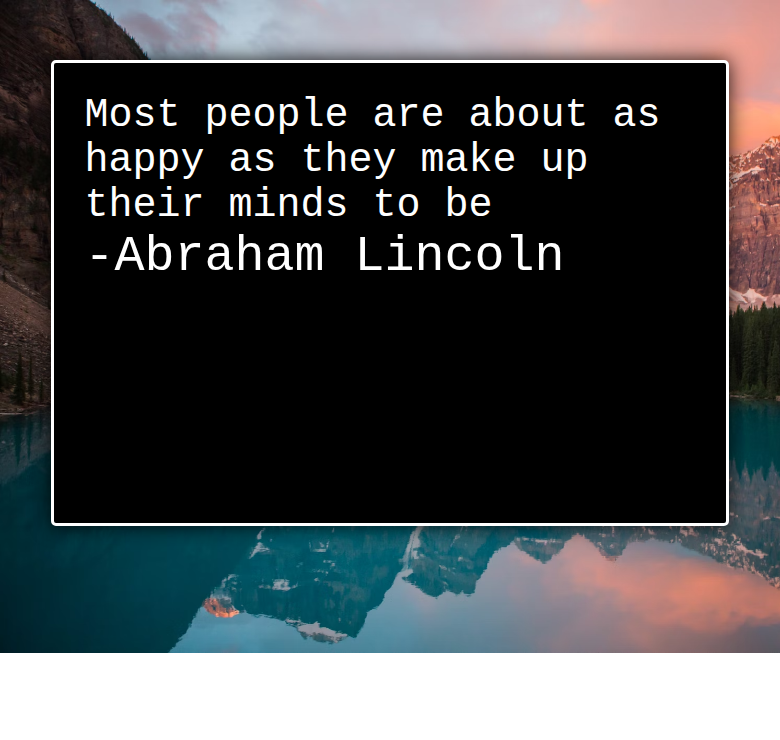 Most people are about as
happy as they make up
their minds to be
-Abraham Lincoln